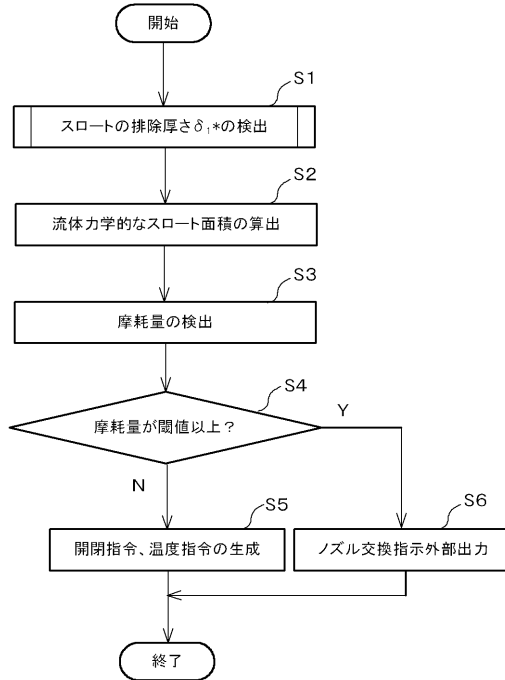 開始
S1
スロートの排除厚さδ₁*の検出
S2
流体力学的なスロート面積の算出
S3
摩耗量の検出
S4
摩耗量が閾値以上？
Y
N
S5
開閉指令、温度指令の生成
S6
ノズル交換指示外部出力
終了